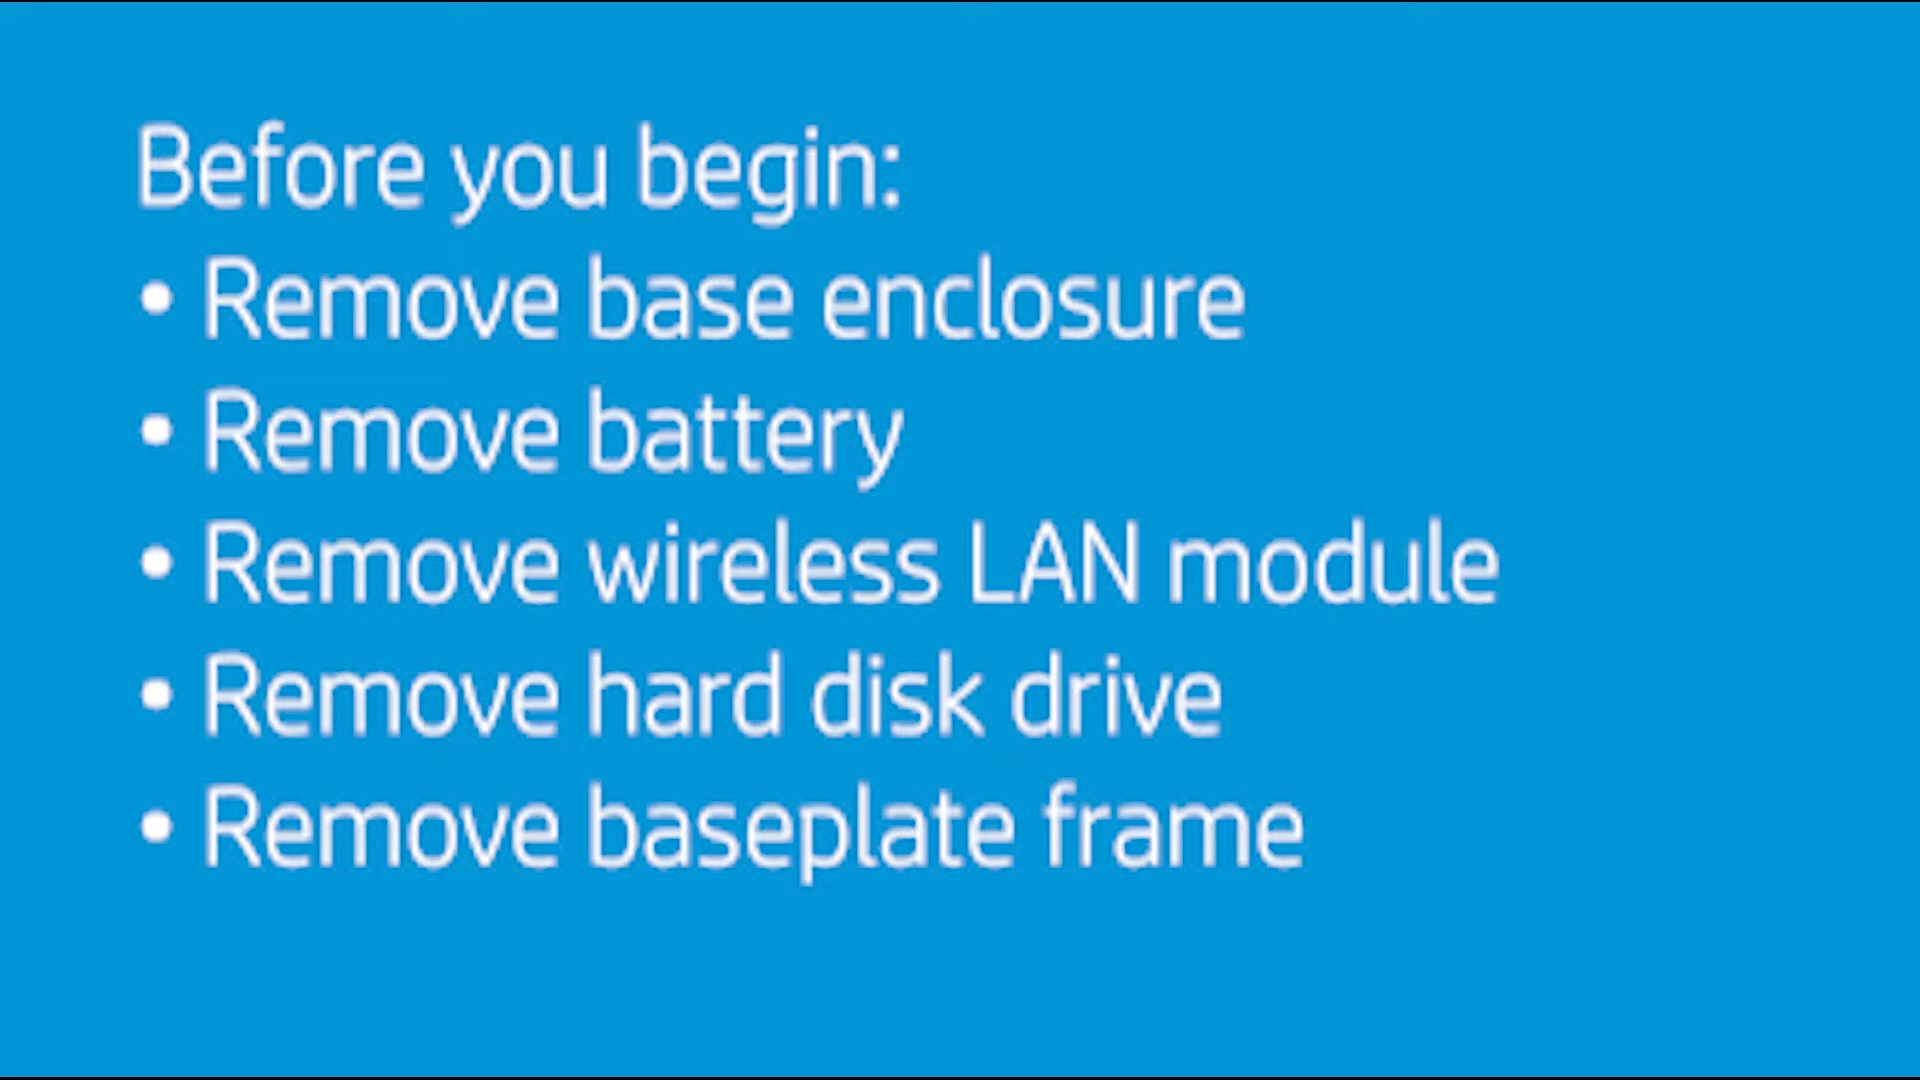 Before you begin:
• Remove base enclosure
• Remove battery
• Remove wireless LAN module
• Remove hard disk drive
• Remove baseplate frame